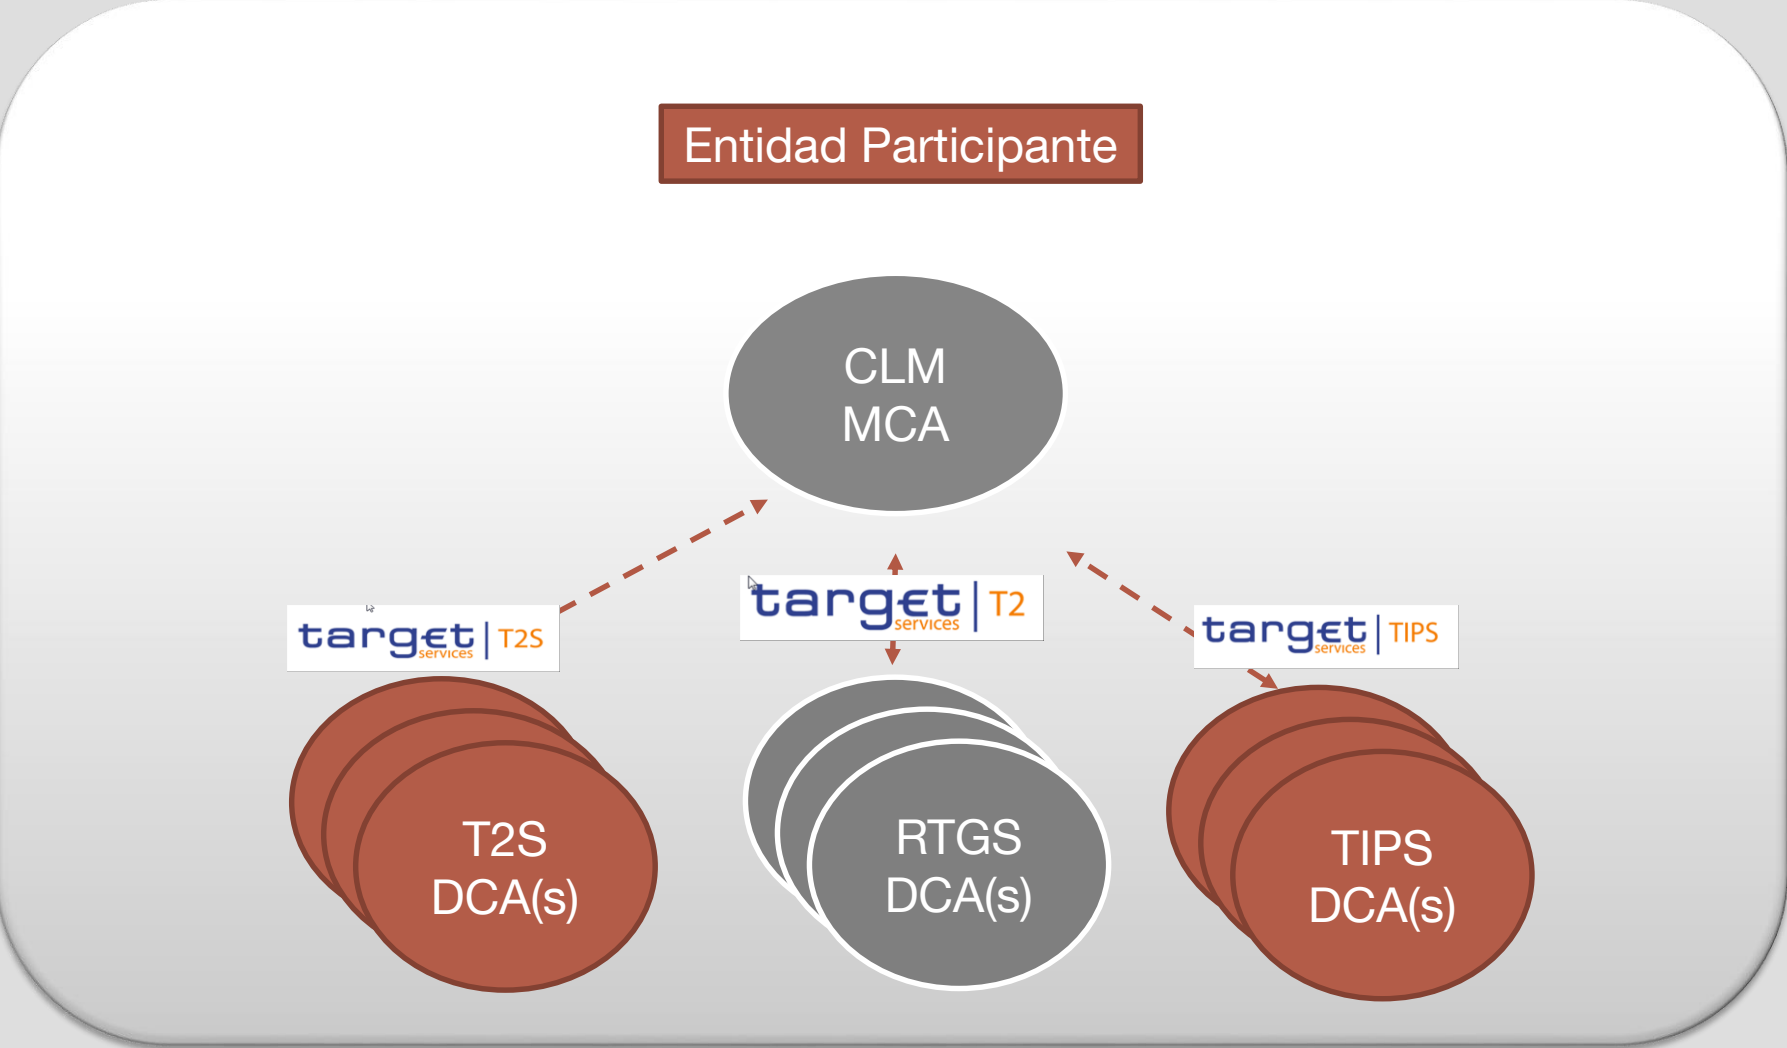 Entidad Participante
CLM
MCA
target services | T2S
target services | T2
target services | TIPS
T2S
DCA(s)
RTGS
DCA(s)
TIPS
DCA(s)